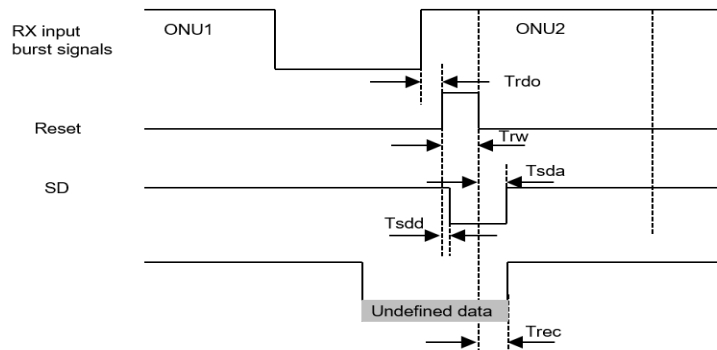 RX input
burst signals
ONU1
ONU2
Trdo
Reset
Trw
Tsda
SD
Tsdd
Undefined data
Trec